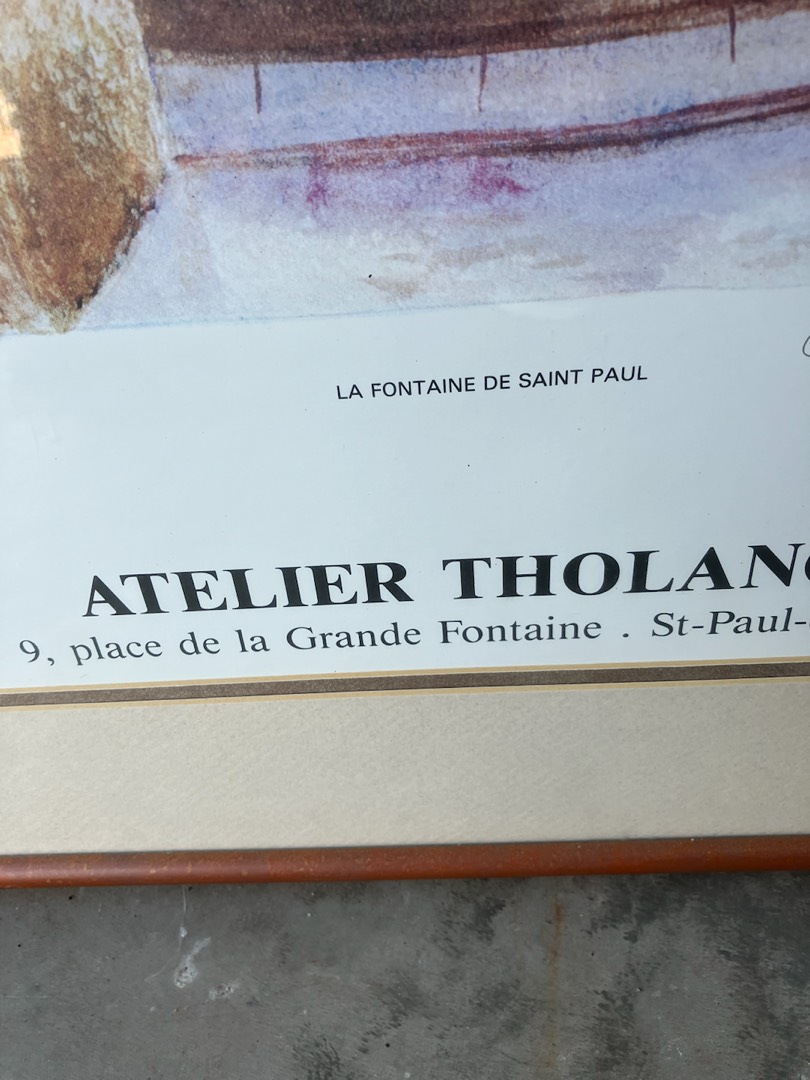 LA FONTAINE DE SAINT PAUL
ATELIER THOLAN
9, place de la Grande Fontaine . St-Paul-